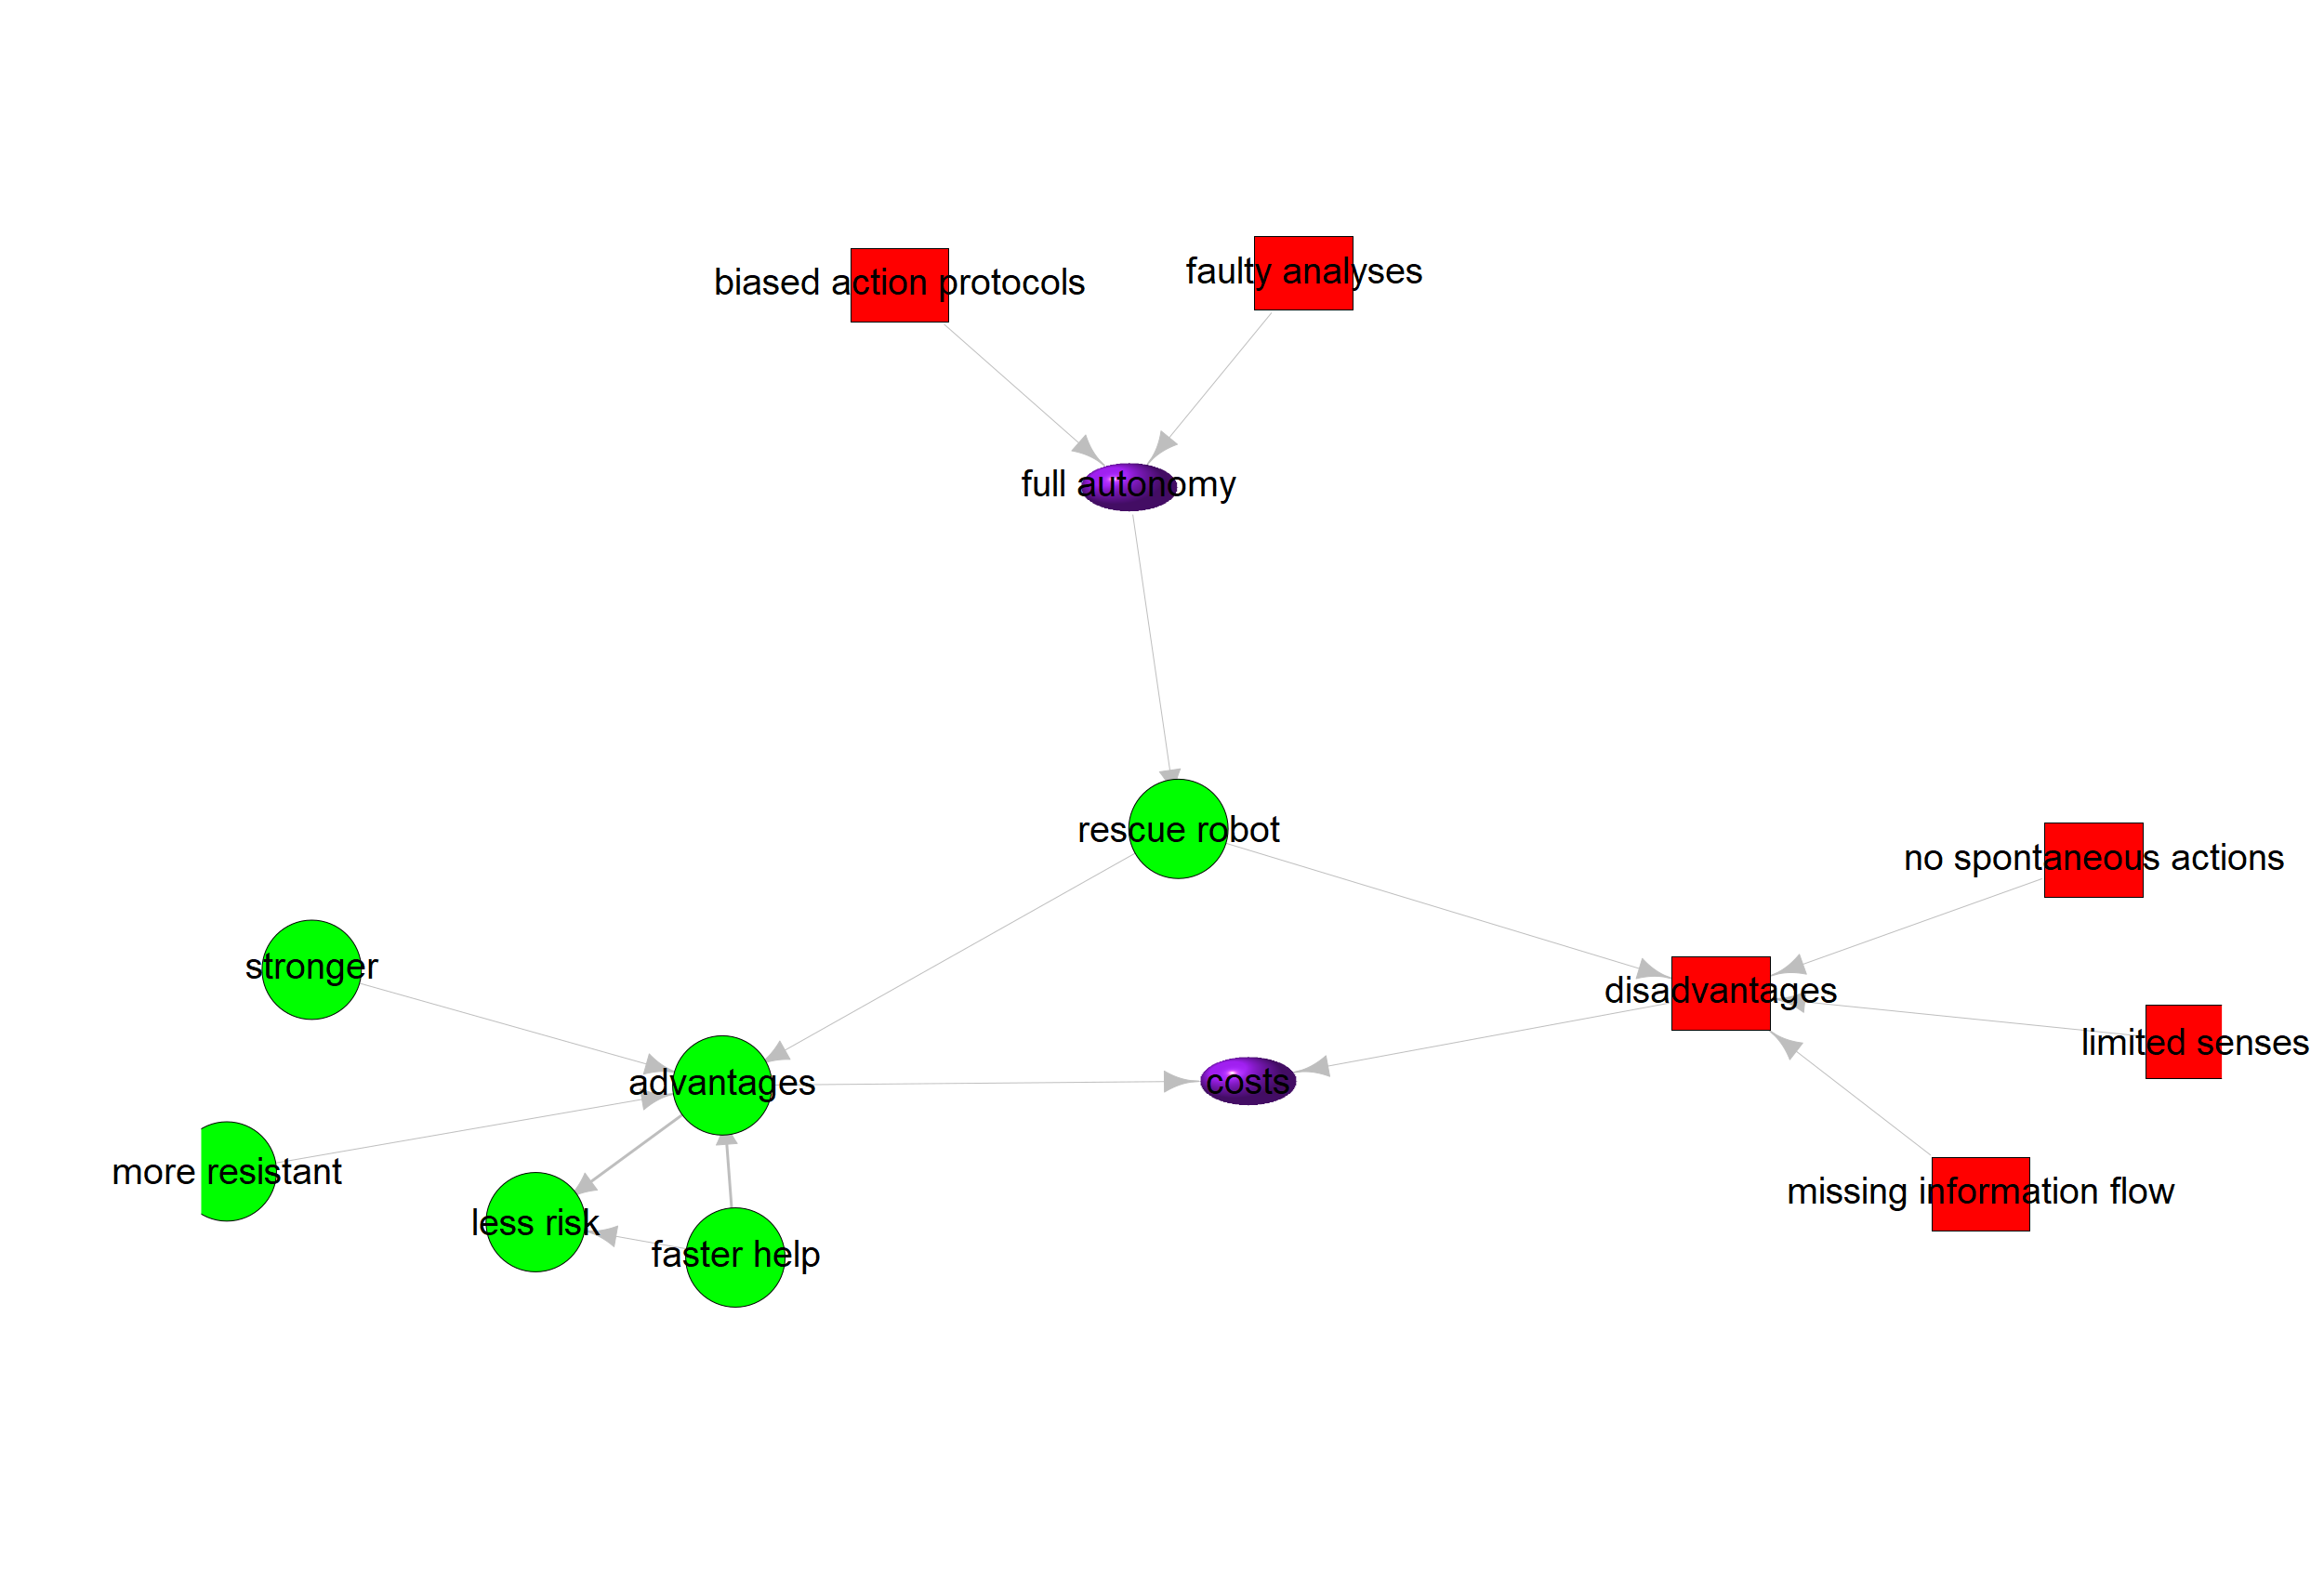 biased action protocols
faulty analyses
full autonomy
rescue robot
no spontaneous actions
stronger
disadvantages
limited senses
advantages
costs
more resistant
missing information flow
less risk
faster help